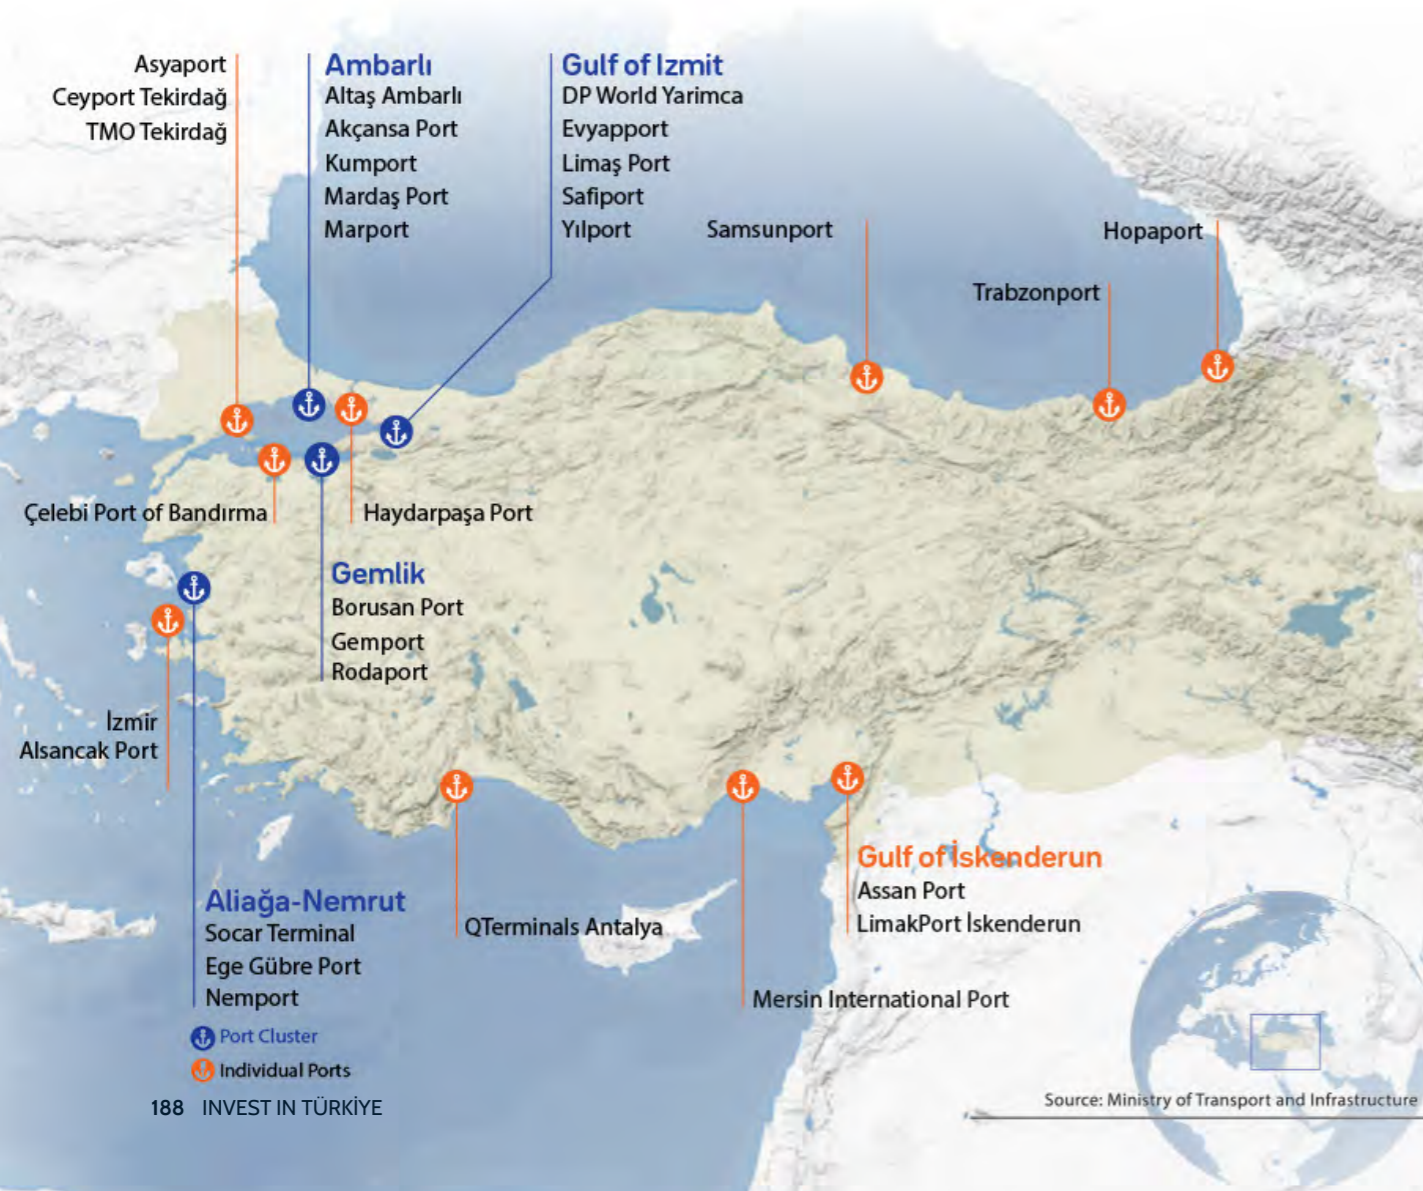 Asyaport
Ceyport Tekirdağ
TMO Tekirdağ
Ambarlı
Altaş Ambarlı
Akçansa Port
Kumport
Mardaş Port
Marport
Gulf of Izmit
DP World Yarimca
Evyapport
Limaş Port
Safiport
Yılport
Samsunport
Hopaport
Trabzonport
Çelebi Port of Bandırma
Haydarpaşa Port
Gemlik
Borusan Port
Gemport
Rodaport
İzmir
Alsancak Port
Gulf of İskenderun
Assan Port
LimakPort İskenderun
Aliağa-Nemrut
Socar Terminal
Ege Gübre Port
Nemport
QTerminals Antalya
Mersin International Port
Port Cluster
Individual Ports
188 INVEST IN TÜRKİYE
Source: Ministry of Transport and Infrastructure